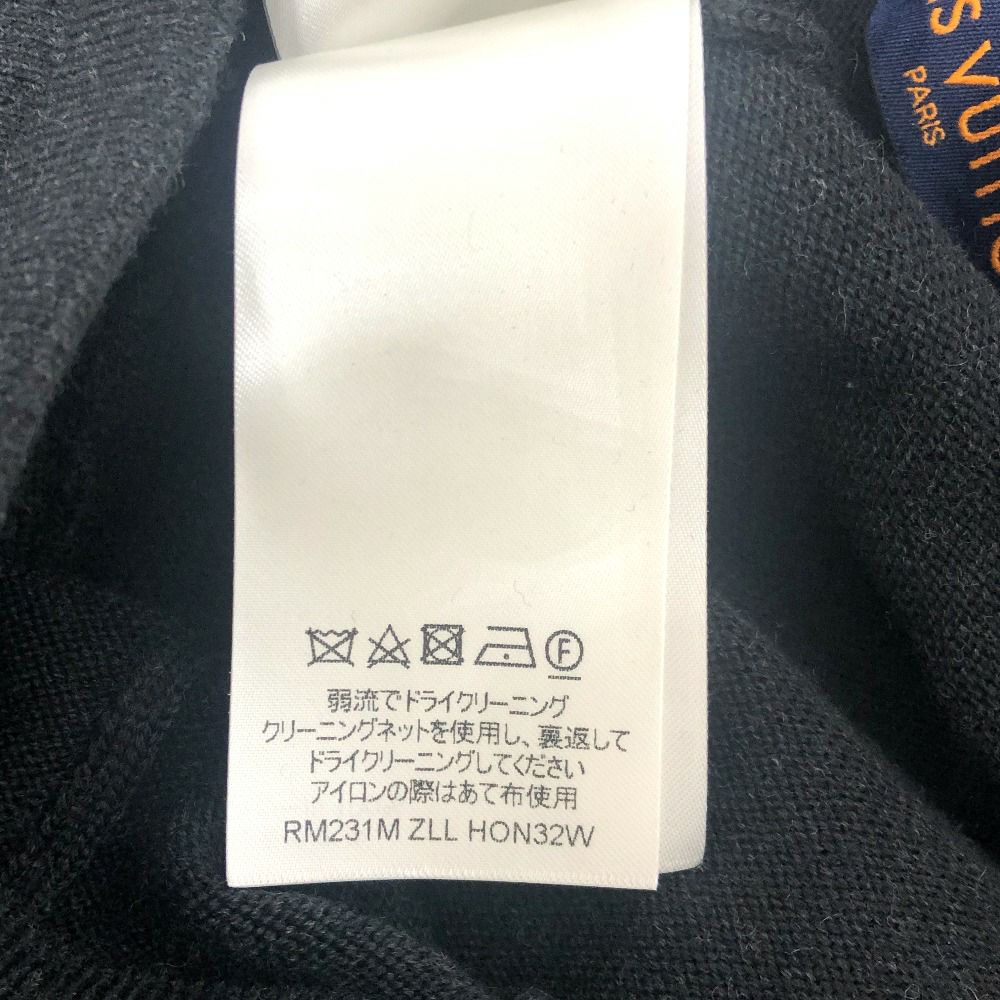 PARIS
F
弱流でドライクリーニング
クリーニングネットを使用し、裏返して
ドライクリーニングしてください
アイロンの際はあて布使用
RM231M ZLL HON32W